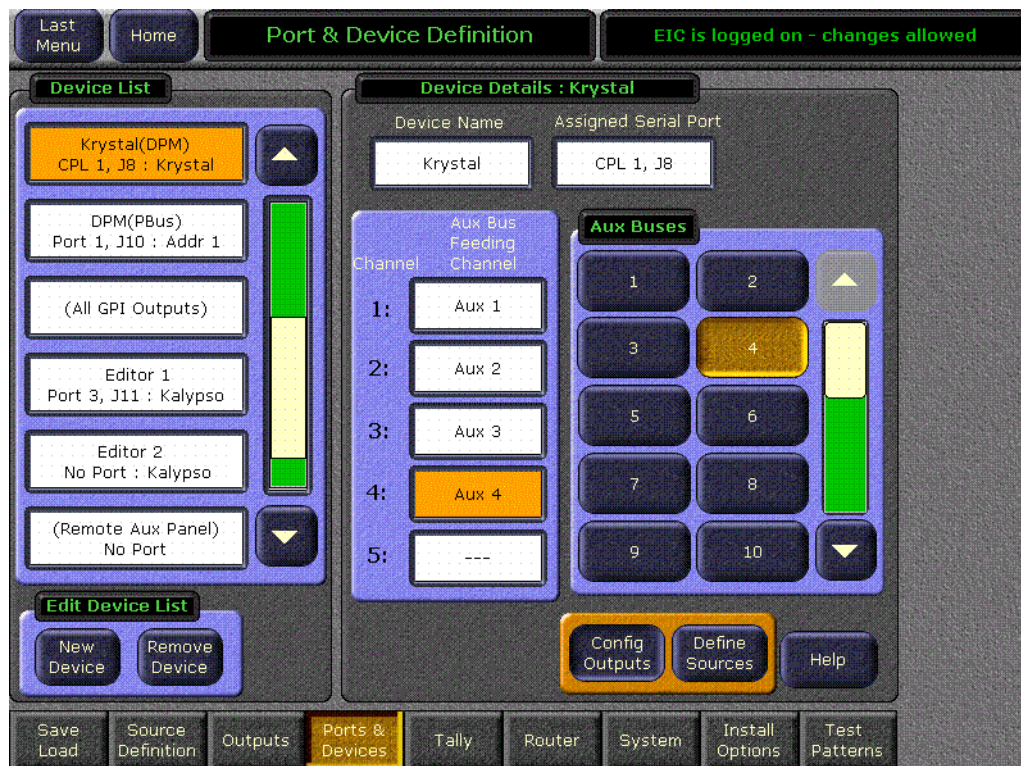 Last
Menu
Home
Port & Device Definition
EIC is logged on - changes allowed
Device List
Krystal(DPM)
CPL 1, J8 : Krystal
DPM(PBus)
Port 1, J10 : Addr 1
(All GPI Outputs)
Editor 1
Port 3, J11 : Kalypso
Editor 2
No Port : Kalypso
(Remote Aux Panel)
No Port
Edit Device List
New
Device
Remove
Device
Device Details : Krystal
Device Name
Assigned Serial Port
Krystal
CPL 1, J8
Channel
Aux Bus
Feeding
Channel
1:
Aux 1
2:
Aux 2
3:
Aux 3
4:
Aux 4
5:
---
Aux Buses
1
2
3
4
5
6
7
8
9
10
Config
Outputs
Define
Sources
Help
Save
Load
Source
Definition
Outputs
Ports &
Devices
Tally
Router
System
Install
Options
Test
Patterns